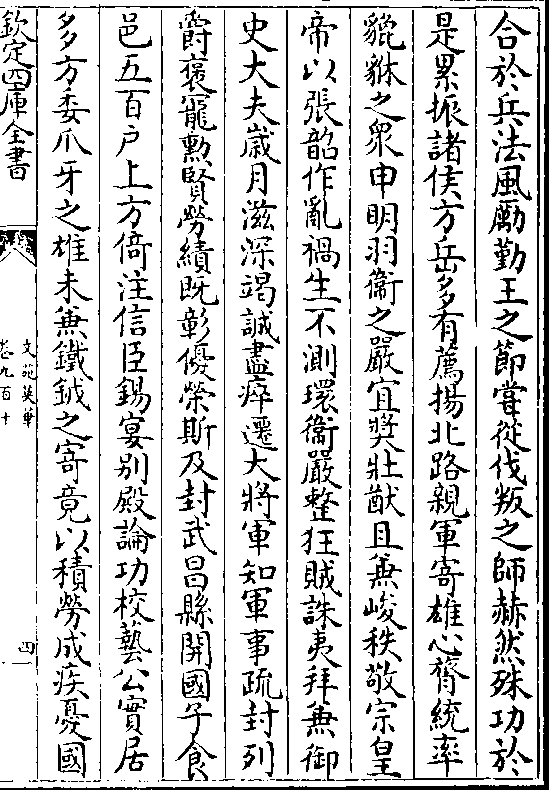 合於兵法風勵勤王之節嘗從伐叛之師赫然殊功於
是累振諸侯方岳多有薦揚北路親軍寄雄心膂統率
貔貅之衆申明羽衞之嚴宜奬壯猷且兼峻秩敬宗皇
帝以張韶作亂禍生不測環衞嚴整狂賊誅夷拜兼御
史大夫歲月滋深竭誠盡瘁遷大將軍知軍事疏封列
爵褒寵勲賢勞績既彰優榮斯及封武昌縣開國子食
邑五百户上方倚注信臣錫宴別殿論功校藝公實居
多方委爪牙之雄未兼鐵鉞之寄竟以積勞成疾憂國
欽定四庫全書
文苑英華
卷九百十
四